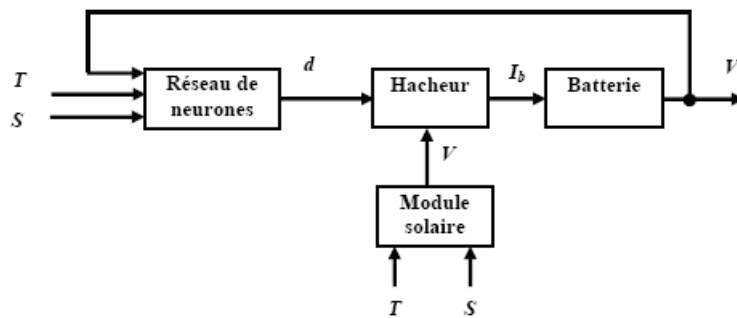 T
S
Réseau de
neurones
d
Hacheur
I_b
Batterie
V
V
Module
solaire
T
S